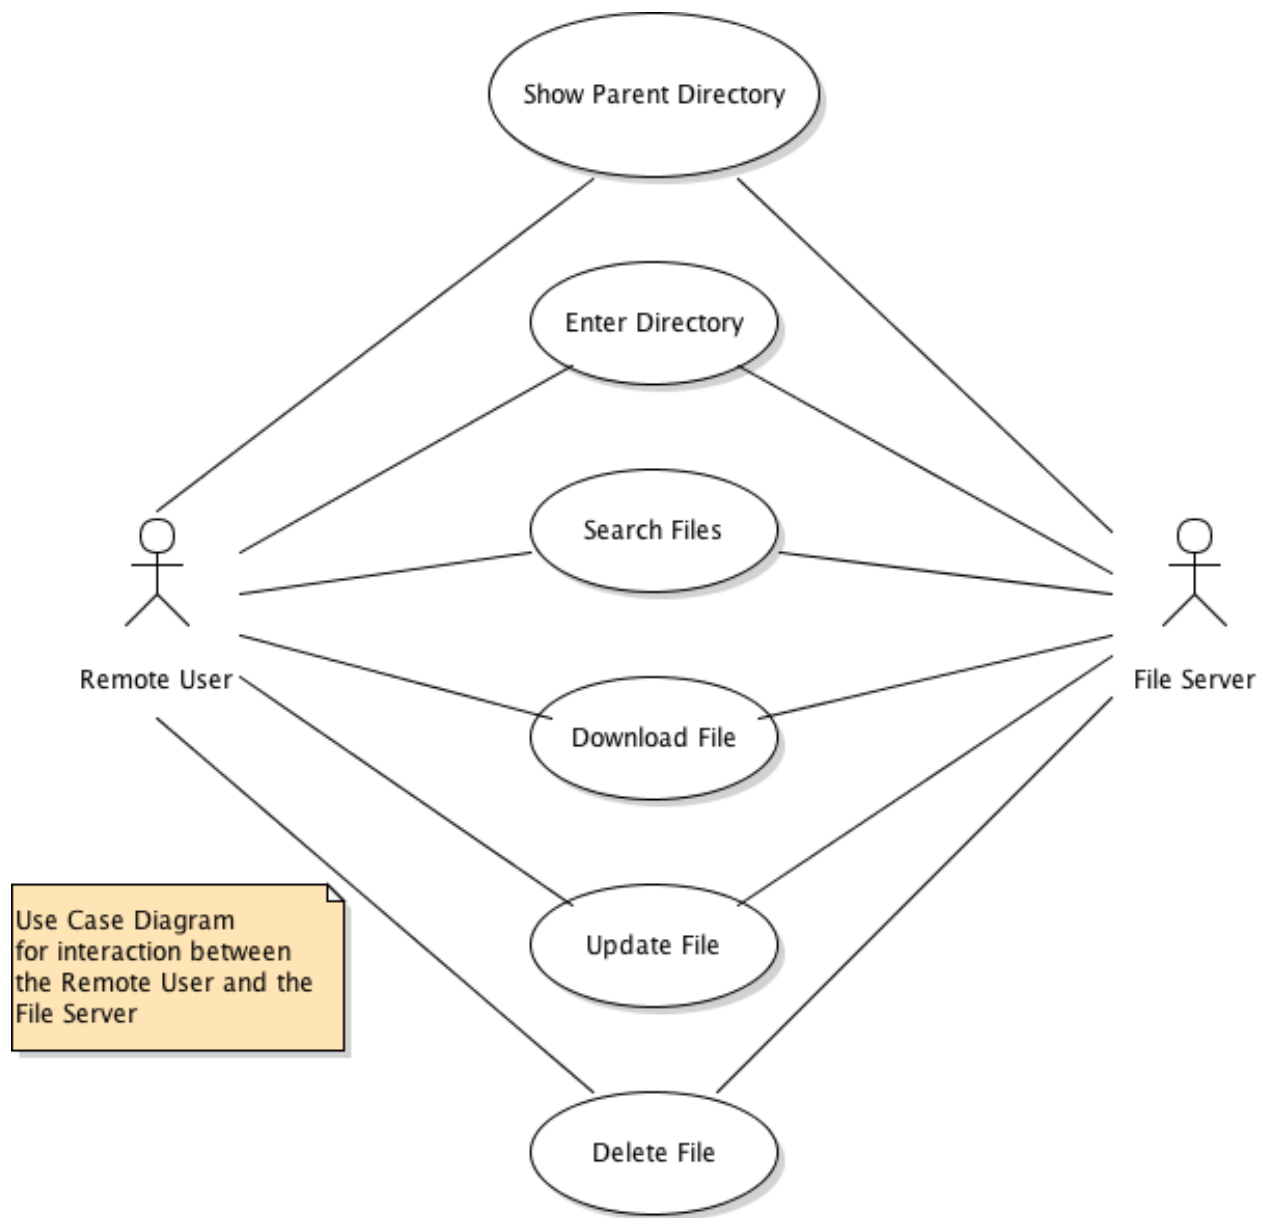 Show Parent Directory
Enter Directory
Search Files
Remote User
File Server
Download File
Use Case Diagram
for interaction between
the Remote User and the
File Server
Update File
Delete File